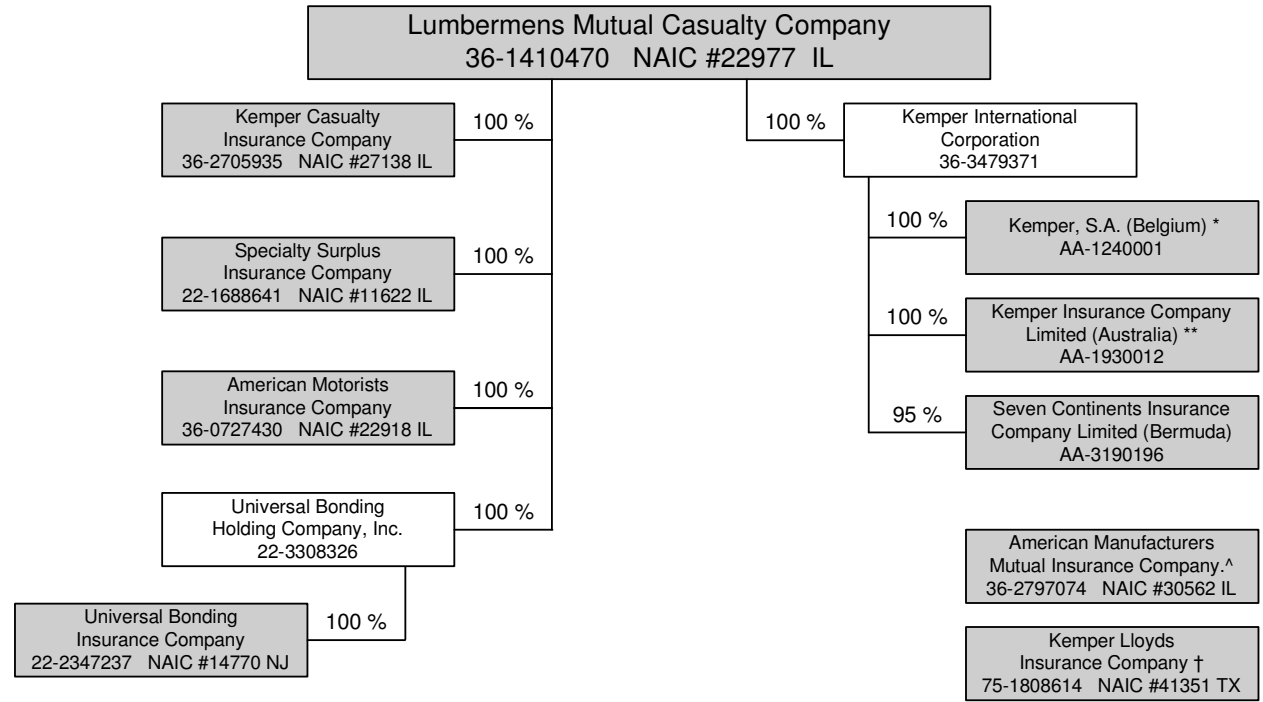 Lumbermens Mutual Casualty Company
36-1410470 NAIC #22977 IL
Kemper Casualty
Insurance Company
36-2705935 NAIC #27138 IL
100 %
Specialty Surplus
Insurance Company
22-1688641 NAIC #11622 IL
100 %
American Motorists
Insurance Company
36-0727430 NAIC #22918 IL
100 %
Universal Bonding
Holding Company, Inc.
22-3308326
100 %
Universal Bonding
Insurance Company
22-2347237 NAIC #14770 NJ
100 %
100 %
Kemper International
Corporation
36-3479371
100 %
Kemper, S.A. (Belgium) *
AA-1240001
100 %
Kemper Insurance Company
Limited (Australia) **
AA-1930012
95 %
Seven Continents Insurance
Company Limited (Bermuda)
AA-3190196
American Manufacturers
Mutual Insurance Company.^
36-2797074 NAIC #30562 IL
Kemper Lloyds
Insurance Company †
75-1808614 NAIC #41351 TX